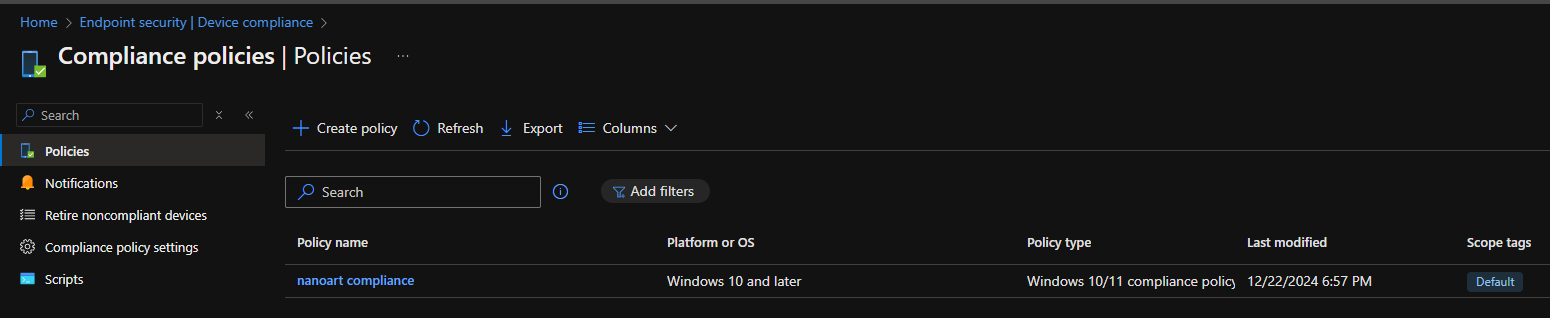 Home > Endpoint security | Device compliance >
Compliance policies | Policies ...
Search
Policies
Notifications
Retire noncompliant devices
Compliance policy settings
Scripts
Create policy Refresh Export Columns
Search Add filters
Policy name Platform or OS Policy type Last modified Scope tags
nanoart compliance Windows 10 and later Windows 10/11 compliance policy 12/22/2024 6:57 PM Default